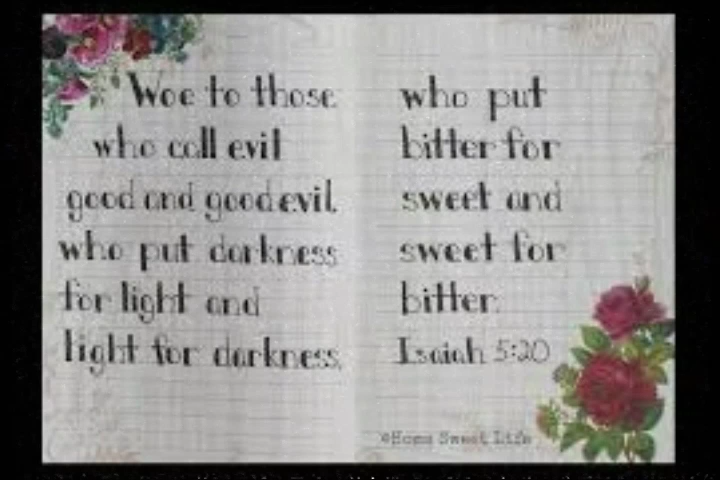 Woe to those
who call evil
good and good evil,
who put darkness
for light and
light for darkness,
who put
bitter for
sweet and
sweet for
bitter.
Isaiah 5:20
©Home Sweet Life